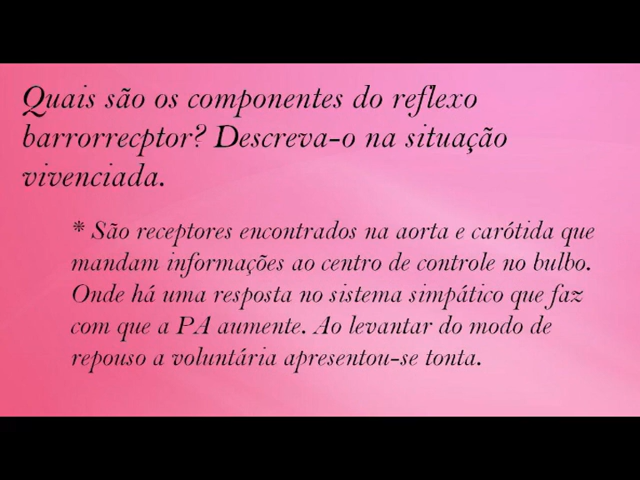 Quais são os componentes do reflexo
barrorrecptor? Descreva-o na situação
vivenciada.
* São receptores encontrados na aorta e carótida que
mandam informações ao centro de controle no bulbo.
Onde há uma resposta no sistema simpático que faz
com que a PA aumente. Ao levantar do modo de
repouso a voluntária apresentou-se tonta.